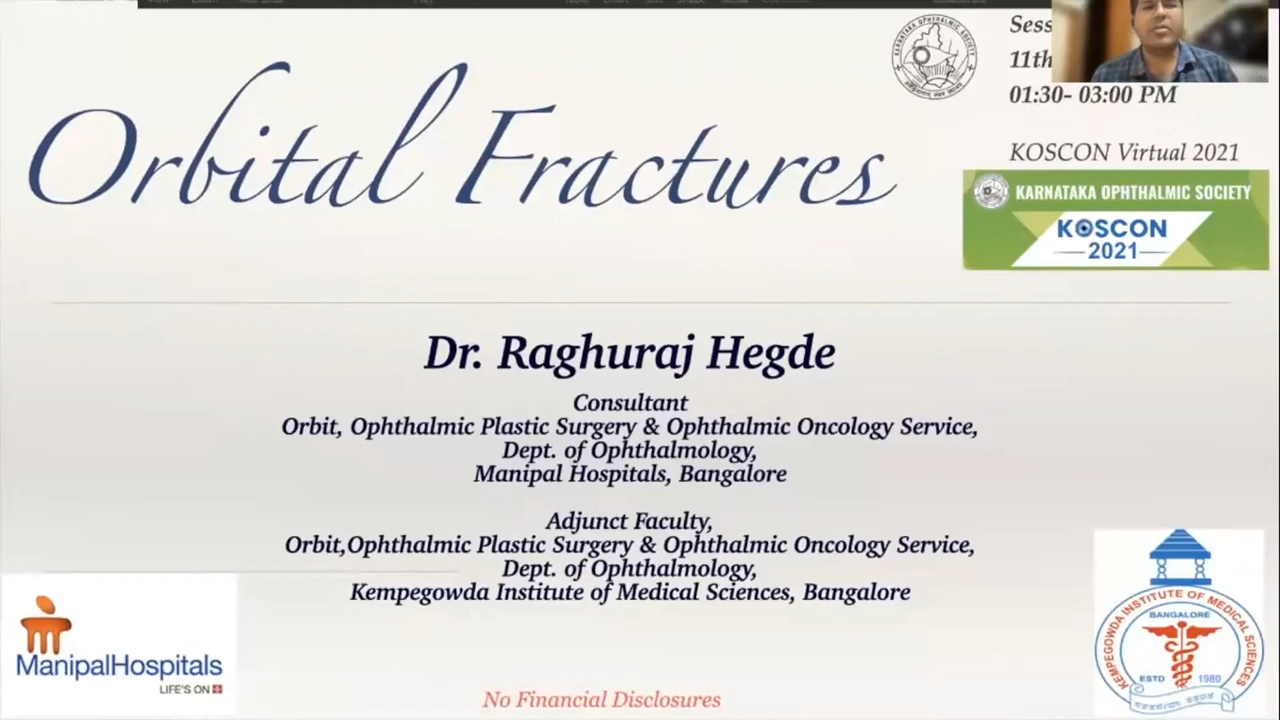 Orbital Fractures
KARNATAKA OPHTHALMIC SOCIETY
Sess
11th
01:30- 03:00 PM
KOSCON Virtual 2021
KARNATAKA OPHTHALMIC SOCIETY
KOSCON
2021
Dr. Raghuraj Hegde
Consultant
Orbit, Ophthalmic Plastic Surgery & Ophthalmic Oncology Service,
Dept. of Ophthalmology,
Manipal Hospitals, Bangalore
Adjunct Faculty,
Orbit,Ophthalmic Plastic Surgery & Ophthalmic Oncology Service,
Dept. of Ophthalmology,
Kempegowda Institute of Medical Sciences, Bangalore
ManipalHospitals
LIFE'S ON
KEMPEGOWDA INSTITUTE OF MEDICAL SCIENCES
BANGALORE
ESTD 1980
No Financial Disclosures